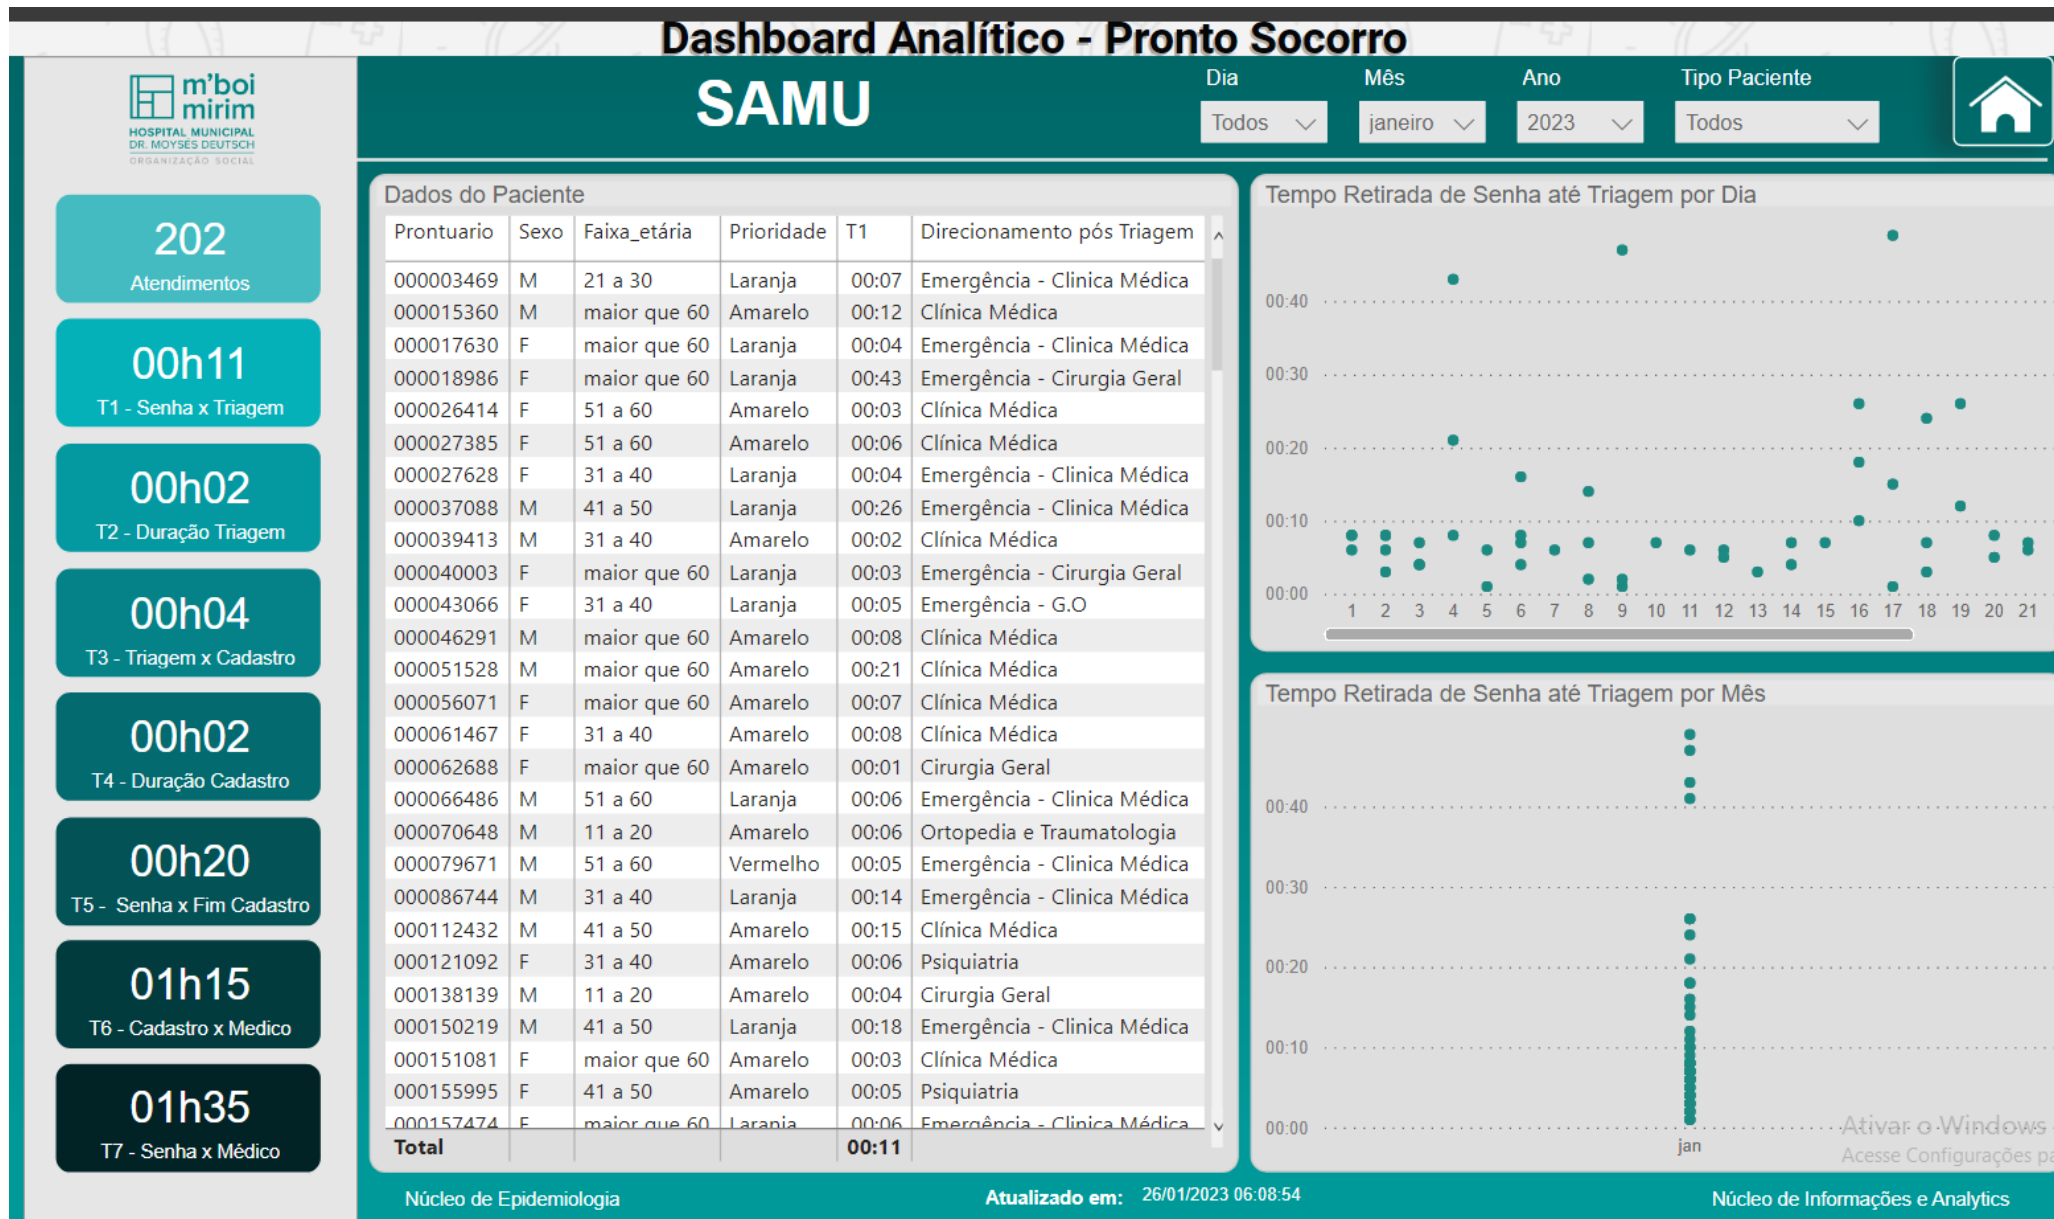 Dashboard Analítico - Pronto Socorro
m'boi
mirim
HOSPITAL MUNICIPAL
DR. MOYSÉS DEUTSCH
ORGANIZAÇÃO SOCIAL
SAMU
Dia
Mês
Ano
Tipo Paciente
Todos
janeiro
2023
Todos
202
Atendimentos
00h11
T1 - Senha x Triagem
00h02
T2 - Duração Triagem
00h04
T3 - Triagem x Cadastro
00h02
T4 - Duração Cadastro
00h20
T5 - Senha x Fim Cadastro
01h15
T6 - Cadastro x Medico
01h35
T7 - Senha x Médico
Dados do Paciente
Prontuario Sexo Faixa_etária Prioridade T1 Direcionamento pós Triagem
000003469 M 21 a 30 Laranja 00:07 Emergência - Clinica Médica
000015360 M maior que 60 Amarelo 00:12 Clínica Médica
000017630 F maior que 60 Laranja 00:04 Emergência - Clinica Médica
000018986 F maior que 60 Laranja 00:43 Emergência - Cirurgia Geral
000026414 F 51 a 60 Amarelo 00:03 Clínica Médica
000027385 F 51 a 60 Amarelo 00:06 Clínica Médica
000027628 F 31 a 40 Laranja 00:04 Emergência - Clinica Médica
000037088 M 41 a 50 Laranja 00:26 Emergência - Clinica Médica
000039413 M 31 a 40 Amarelo 00:02 Clínica Médica
000040003 F maior que 60 Laranja 00:03 Emergência - Cirurgia Geral
000043066 F 31 a 40 Laranja 00:05 Emergência - G.O
000046291 M maior que 60 Amarelo 00:08 Clínica Médica
000051528 M maior que 60 Amarelo 00:21 Clínica Médica
000056071 F maior que 60 Amarelo 00:07 Clínica Médica
000061467 F 31 a 40 Amarelo 00:08 Clínica Médica
000062688 F maior que 60 Amarelo 00:01 Cirurgia Geral
000066486 M 51 a 60 Laranja 00:06 Emergência - Clinica Médica
000070648 M 11 a 20 Amarelo 00:06 Ortopedia e Traumatologia
000079671 M 51 a 60 Vermelho 00:05 Emergência - Clinica Médica
000086744 M 31 a 40 Laranja 00:14 Emergência - Clinica Médica
000112432 M 41 a 50 Amarelo 00:15 Clínica Médica
000121092 F 31 a 40 Amarelo 00:06 Psiquiatria
000138139 M 11 a 20 Amarelo 00:04 Cirurgia Geral
000150219 M 41 a 50 Laranja 00:18 Emergência - Clinica Médica
000151081 F maior que 60 Amarelo 00:03 Clínica Médica
000155995 F 41 a 50 Amarelo 00:05 Psiquiatria
000157474 F maior que 60 Laranja 00:06 Emergência - Clinica Médica
Total 00:11
Tempo Retirada de Senha até Triagem por Dia
00:40
00:30
00:20
00:10
00:00
1 2 3 4 5 6 7 8 9 10 11 12 13 14 15 16 17 18 19 20 21
Tempo Retirada de Senha até Triagem por Mês
00:40
00:30
00:20
00:10
00:00
jan
Ativar o Windows
Acesse Configurações pa
Núcleo de Epidemiologia
Atualizado em: 26/01/2023 06:08:54
Núcleo de Informações e Analytics